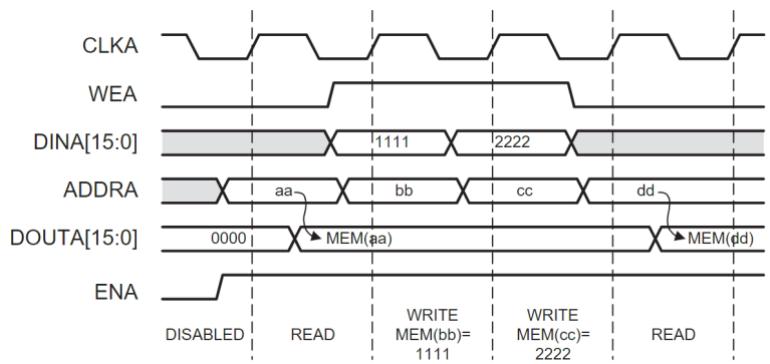 CLKA
WEA
DINA[15:0] 1111 2222
ADDRA aa bb cc dd
DOUTA[15:0] 0000 MEM(aa) MEM(dd)
ENA
DISABLED READ WRITE MEM(bb)= 1111 WRITE MEM(cc)= 2222 READ